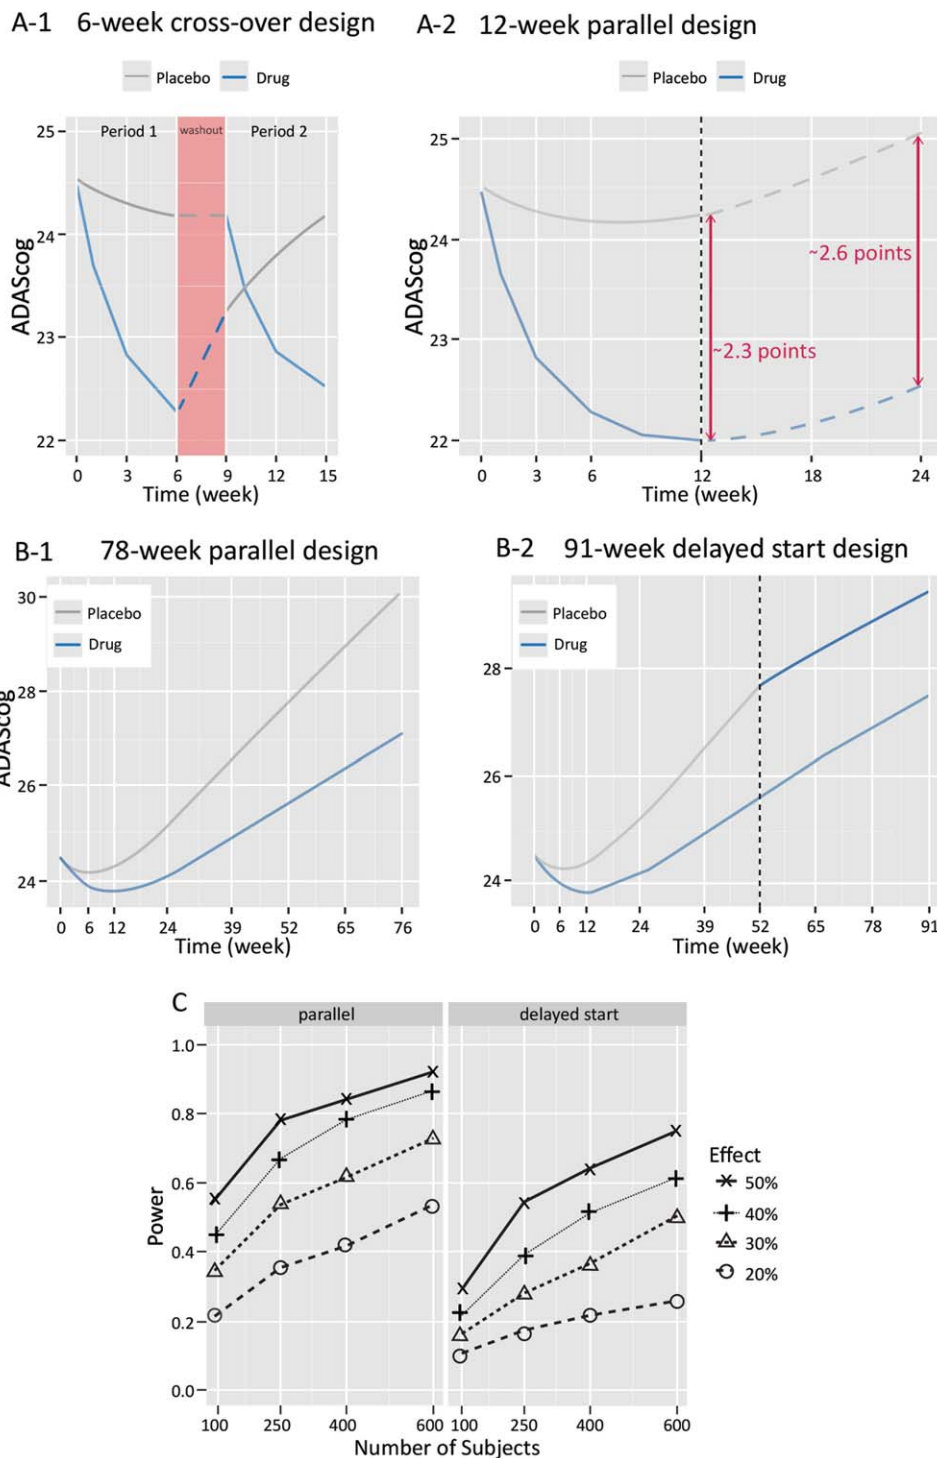 A-1 6-week cross-over design
A-2 12-week parallel design
Placebo Drug
Placebo Drug
Period 1 washout Period 2
25
24
23
22
ADAScog
0 3 6 9 12 15
Time (week)
25
24
23
22
ADAScog
~2.3 points
~2.6 points
0 3 6 12 18 24
Time (week)
B-1 78-week parallel design
B-2 91-week delayed start design
Placebo
Drug
30
28
26
24
ADAScog
0 6 12 24 39 52 65 76
Time (week)
Placebo
Drug
28
26
24
0 6 12 24 39 52 65 78 91
Time (week)
C
parallel
delayed start
1.0
0.8
0.6
0.4
0.2
0.0
Power
100 250 400 600
100 250 400 600
Number of Subjects
Effect
50%
40%
30%
20%